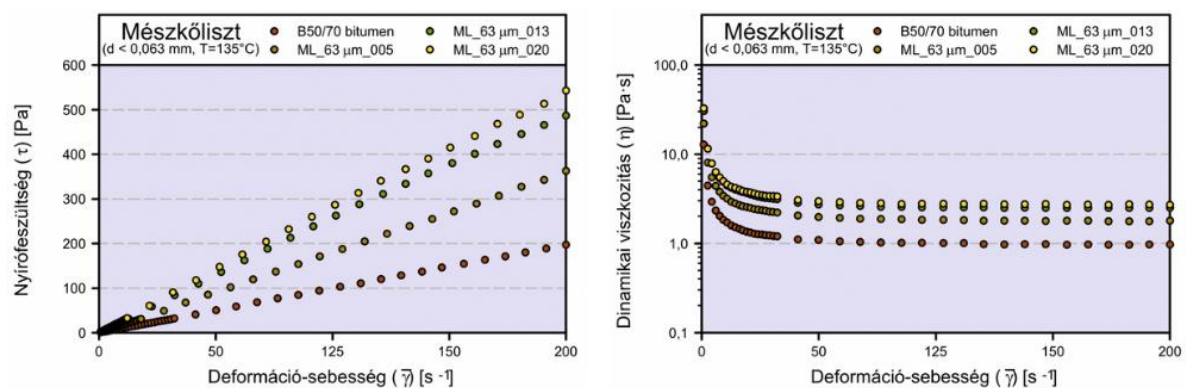 Mészkőliszt
(d < 0,063 mm, T=135°C)
B50/70 bitumen
ML_63 µm_005
ML_63 µm_013
ML_63 µm_020
600
500
400
300
200
100
0
Nyírófeszültség (τ) [Pa]
0
50
125
150
200
Deformáció-sebesség (γ̅) [s -1]
Mészkőliszt
(d < 0,063 mm, T=135°C)
B50/70 bitumen
ML_63 µm_005
ML_63 µm_013
ML_63 µm_020
100,0
10,0
1,0
0,1
Dinamikai viszkozitás (η) [Pa·s]
0
50
125
150
200
Deformáció-sebesség (γ̅) [s -1]